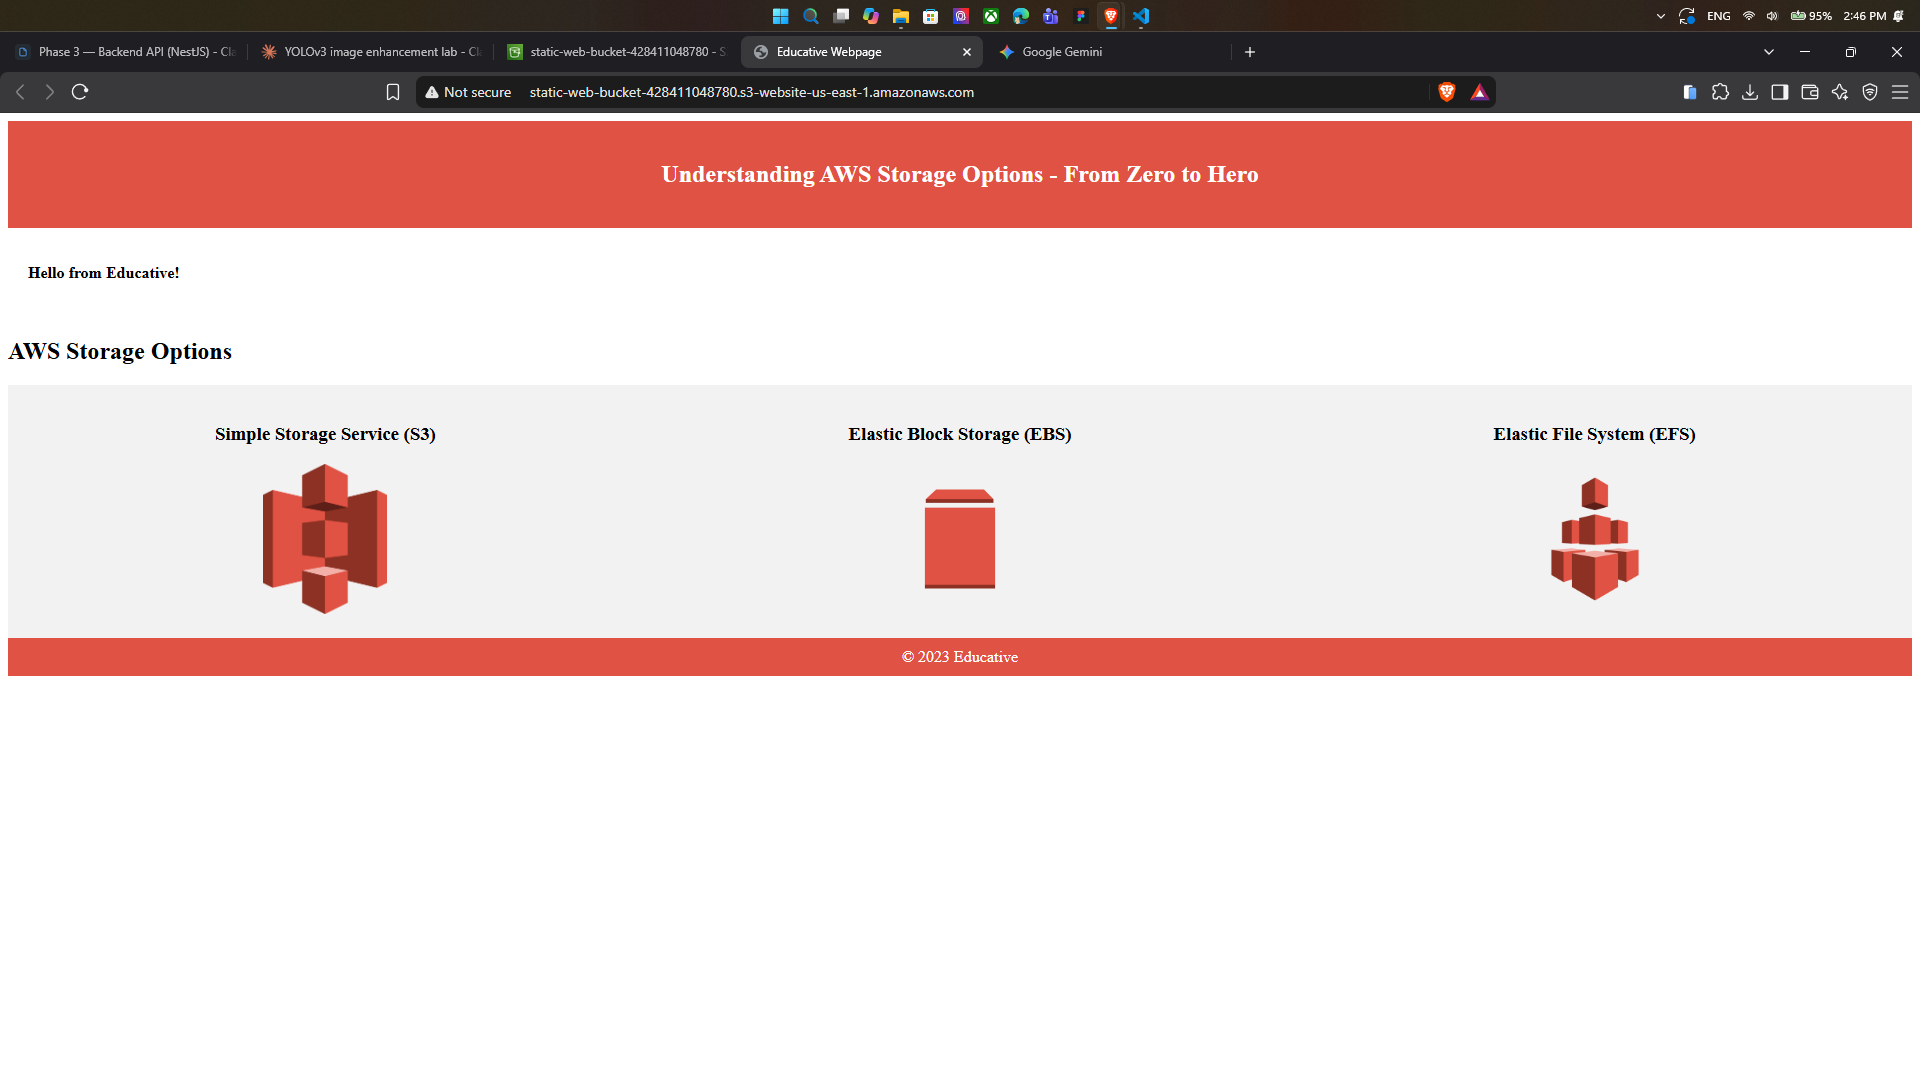 ENG
95%
2:46 PM
Phase 3 — Backend API (NestJS) - Cla
YOLOv3 image enhancement lab - Cl
static-web-bucket-428411048780 - S
Educative Webpage
Google Gemini
Not secure
static-web-bucket-428411048780.s3-website-us-east-1.amazonaws.com
Understanding AWS Storage Options - From Zero to Hero
Hello from Educative!
AWS Storage Options
Simple Storage Service (S3)
Elastic Block Storage (EBS)
Elastic File System (EFS)
© 2023 Educative